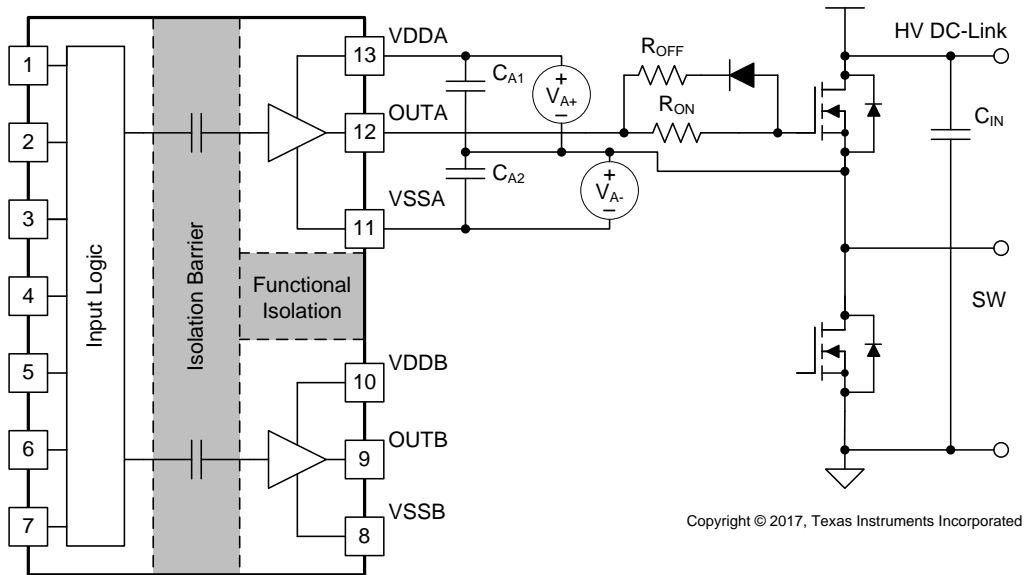 1
2
3
4
5
6
7
Input Logic
Isolation Barrier
Functional
Isolation
VDDA
13
OUTA
12
VSSA
11
VDDB
10
OUTB
9
VSSB
8
CA1
CA2
+
VA+
−
+
VA-
−
ROFF
RON
HV DC-Link
CIN
SW
Copyright © 2017, Texas Instruments Incorporated